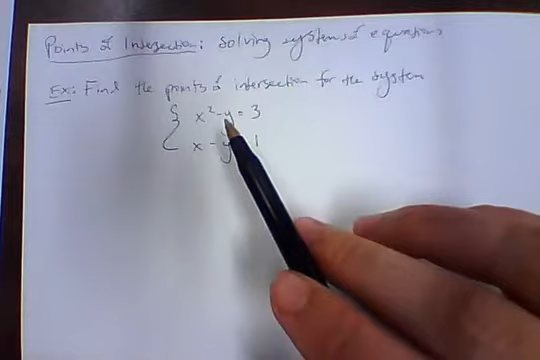 Points of Intersection: Solving systems of equations
Ex: Find the points of intersection for the system
x² - y = 3
x - y 1